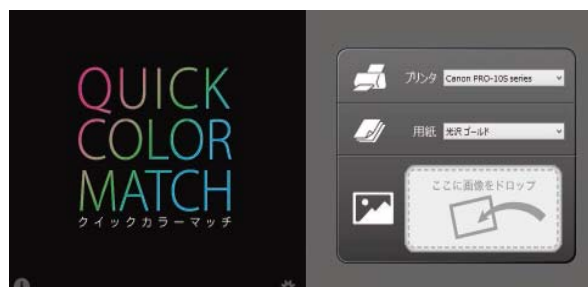 QUICK
COLOR
MATCH
クイックカラーマッチ
プリンタ Canon PRO-10S series
用紙 光沢 ゴールド
ここに画像をドロップ